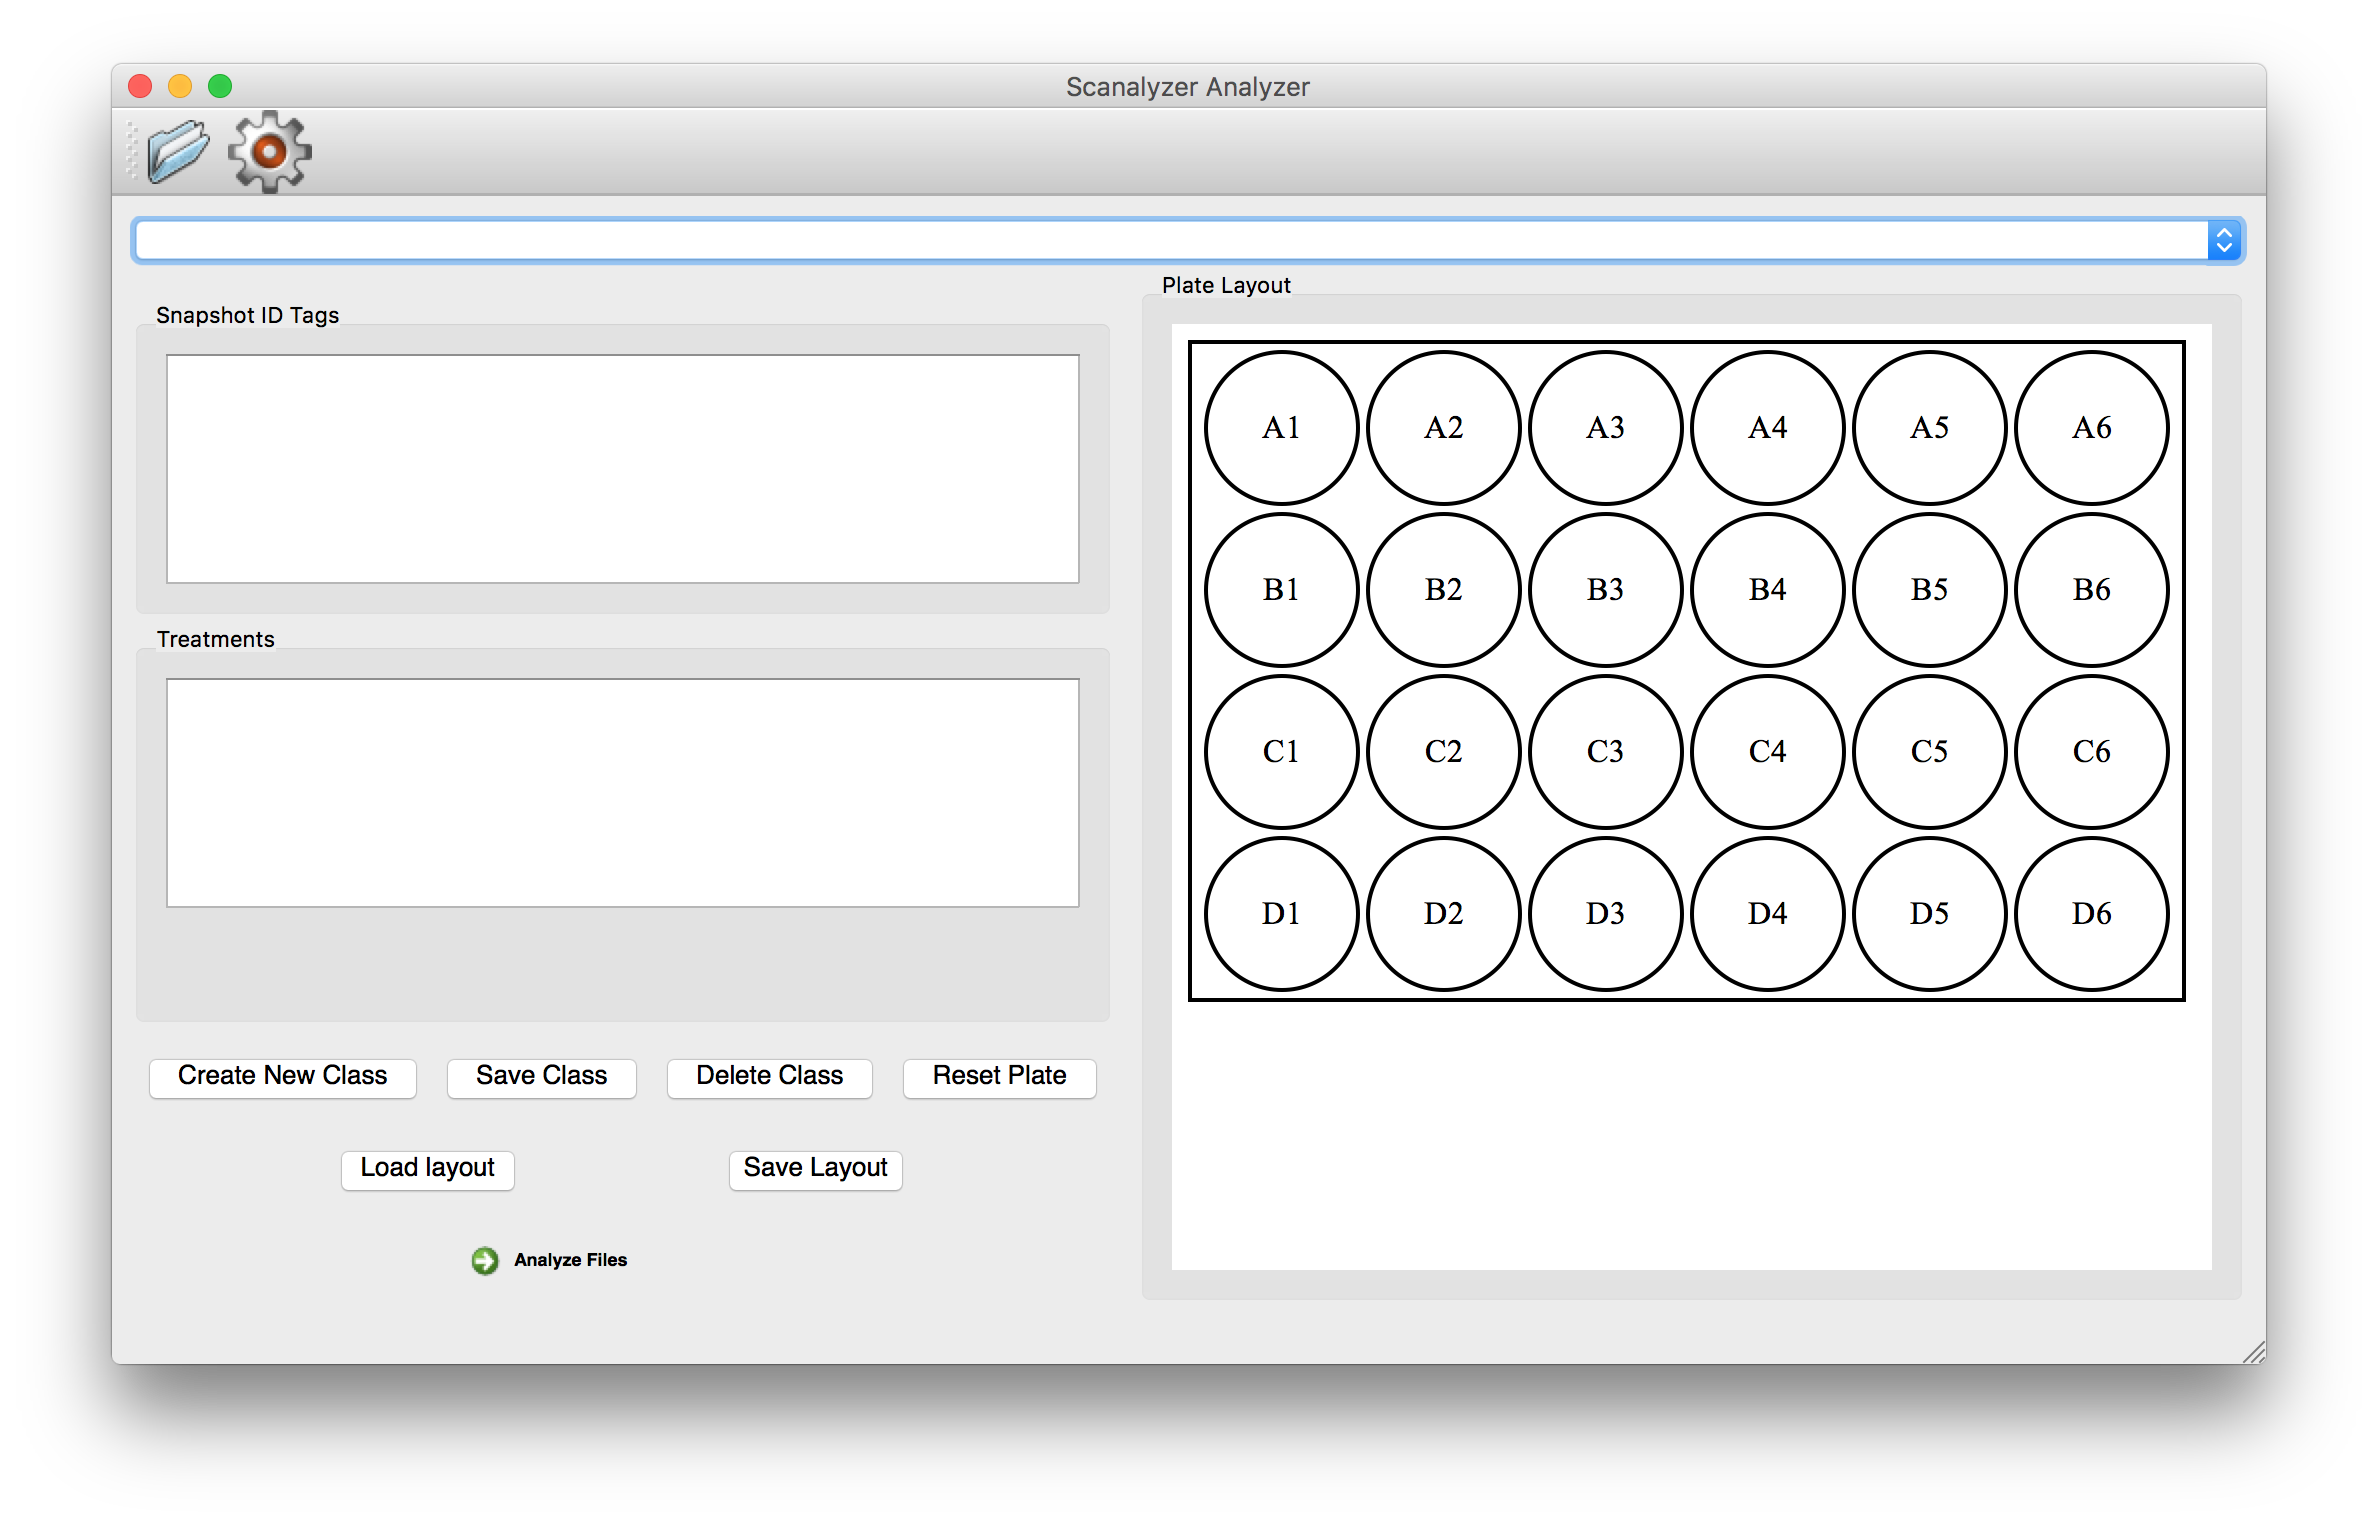 Scanalyzer Analyzer
Snapshot ID Tags
Treatments
Create New Class Save Class Delete Class Reset Plate
Load layout Save Layout
Analyze Files
Plate Layout
A1 A2 A3 A4 A5 A6
B1 B2 B3 B4 B5 B6
C1 C2 C3 C4 C5 C6
D1 D2 D3 D4 D5 D6